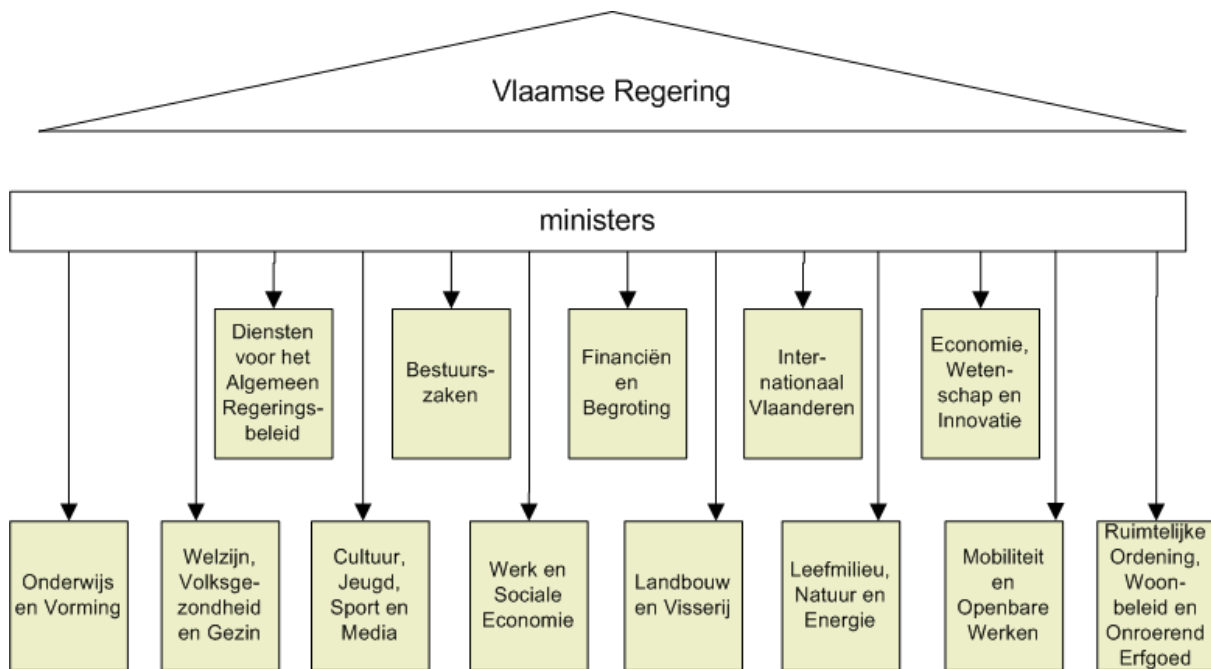 Vlaamse Regering
ministers
Diensten
voor het
Algemeen
Regerings-
beleid
Bestuurs-
zaken
Financiën
en
Begroting
Inter-
nationaal
Vlaanderen
Economie,
Weten-
schap en
Innovatie
Onderwijs
en Vorming
Welzijn,
Volksge-
zondheid
en Gezin
Cultuur,
Jeugd,
Sport en
Media
Werk en
Sociale
Economie
Landbouw
en Visserij
Leefmilieu,
Natuur en
Energie
Mobiliteit
en
Openbare
Werken
Ruimtelijke
Ordening,
Woon-
beleid en
Onroerend
Erfgoed